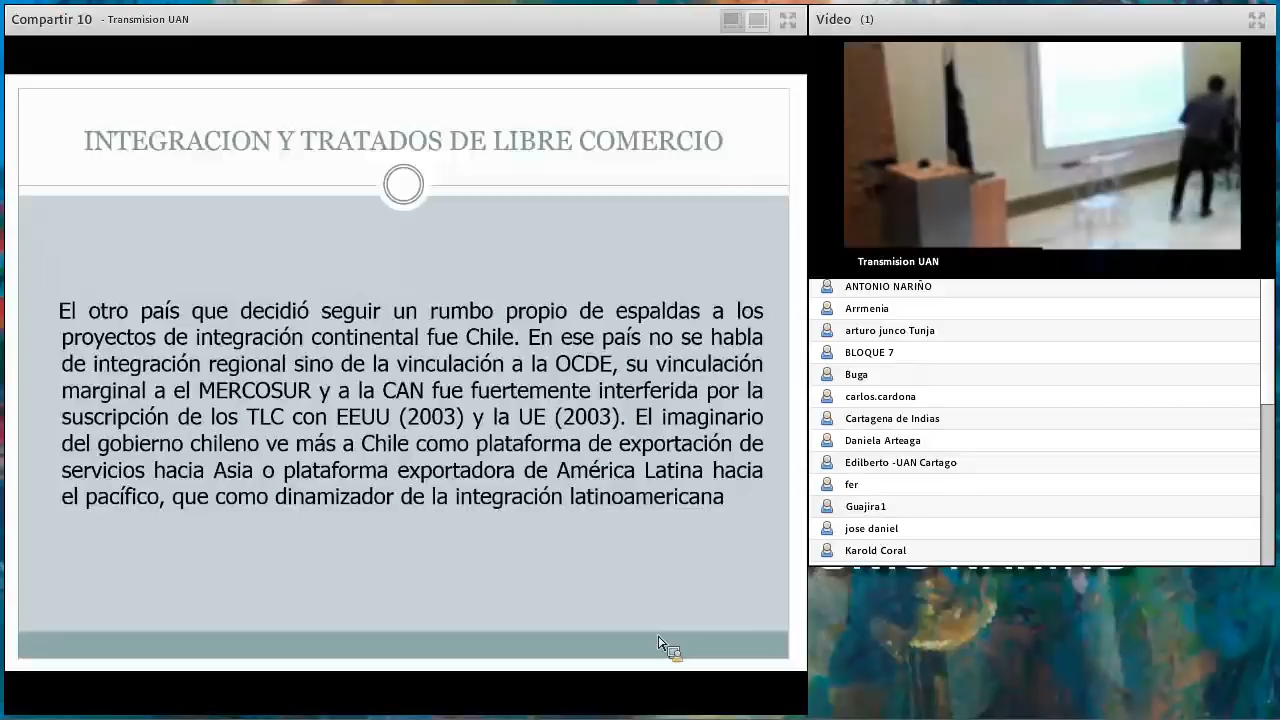 Compartir 10 - Transmision UAN
INTEGRACION Y TRATADOS DE LIBRE COMERCIO
El otro país que decidió seguir un rumbo propio de espaldas a los
proyectos de integración continental fue Chile. En ese país no se habla
de integración regional sino de la vinculación a la OCDE, su vinculación
marginal a el MERCOSUR y a la CAN fue fuertemente interferida por la
suscripción de los TLC con EEUU (2003) y la UE (2003). El imaginario
del gobierno chileno ve más a Chile como plataforma de exportación de
servicios hacia Asia o plataforma exportadora de América Latina hacia
el pacífico, que como dinamizador de la integración latinoamericana
Vídeo (1)
Transmision UAN
ANTONIO NARIÑO
Arrmenia
arturo junco Tunja
BLOQUE 7
Buga
carlos.cardona
Cartagena de Indias
Daniela Arteaga
Edilberto -UAN Cartago
fer
Guajira1
jose daniel
Karold Coral